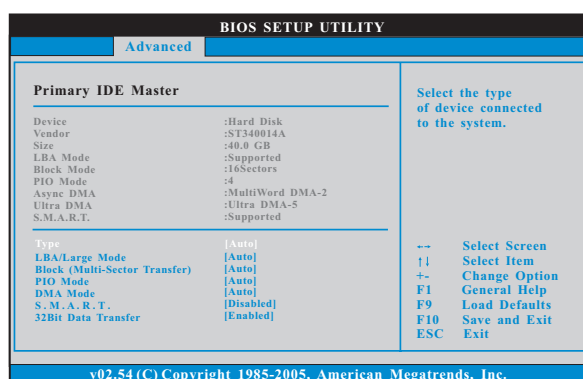 BIOS SETUP UTILITY
Advanced
Primary IDE Master
Device :Hard Disk
Vendor :ST340014A
Size :40.0 GB
LBA Mode :Supported
Block Mode :16Sectors
PIO Mode :4
Async DMA :MultiWord DMA-2
Ultra DMA :Ultra DMA-5
S.M.A.R.T. :Supported
Type [Auto]
LBA/Large Mode [Auto]
Block (Multi-Sector Transfer) [Auto]
PIO Mode [Auto]
DMA Mode [Auto]
S.M.A.R.T. [Disabled]
32Bit Data Transfer [Enabled]
Select the type
of device connected
to the system.
←→ Select Screen
↑↓ Select Item
+- Change Option
F1 General Help
F9 Load Defaults
F10 Save and Exit
ESC Exit
v02.54 (C) Copyright 1985-2005, American Megatrends, Inc.